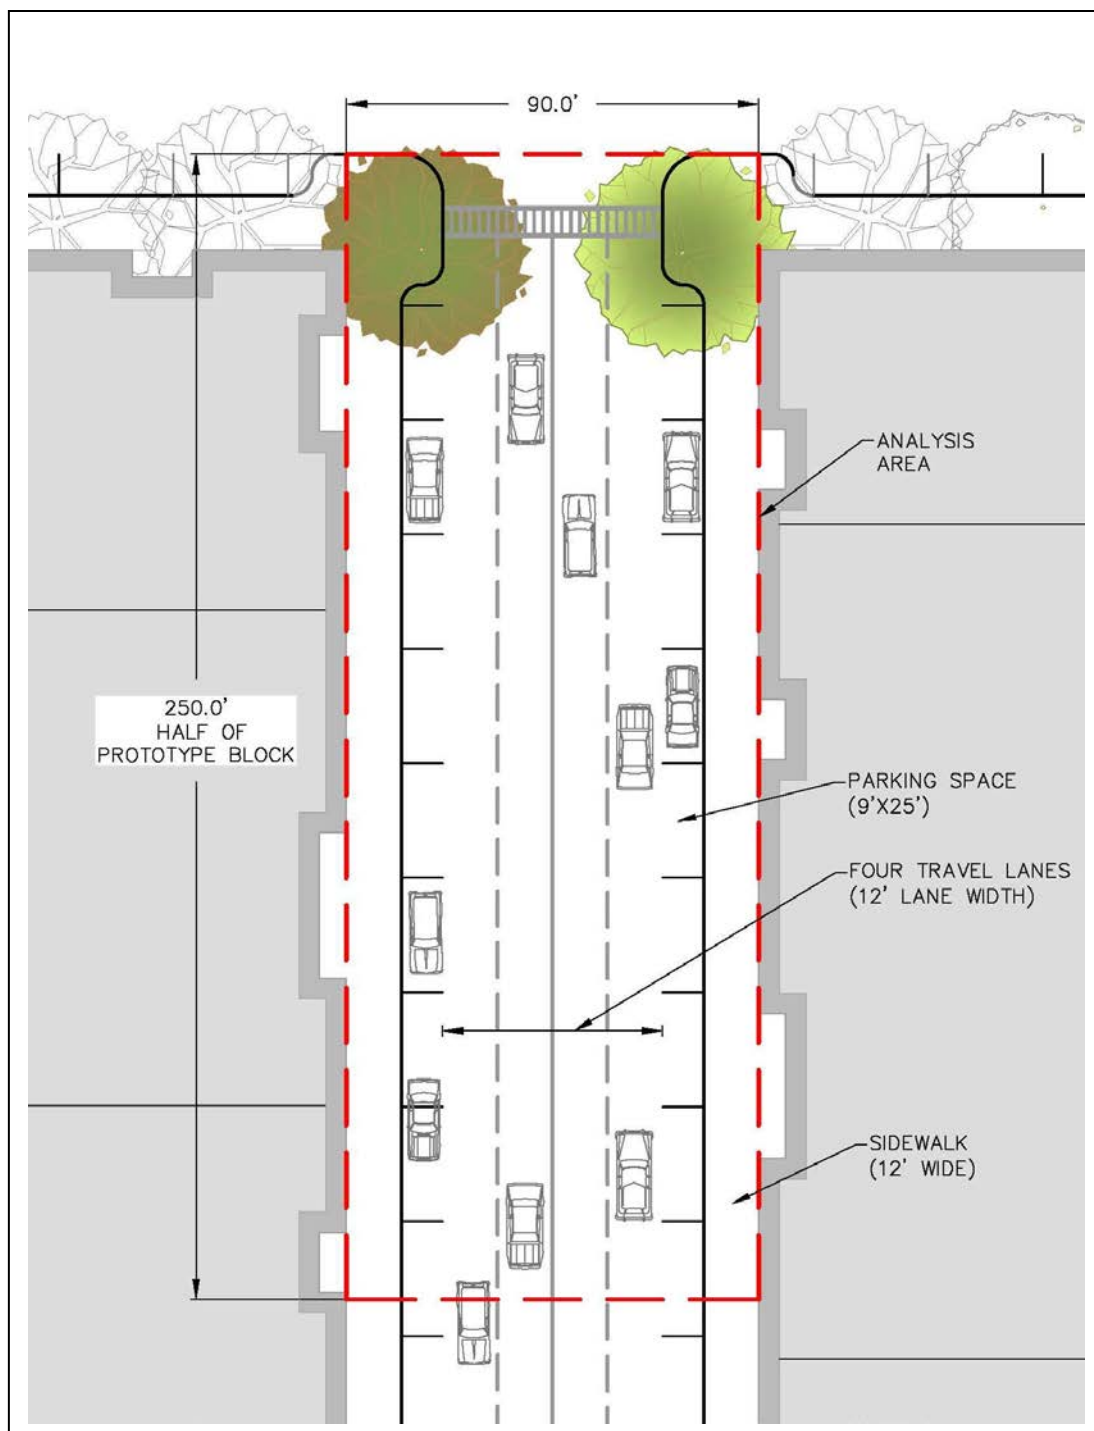 90.0'
ANALYSIS
AREA
250.0'
HALF OF
PROTOTYPE BLOCK
PARKING SPACE
(9'X25')
FOUR TRAVEL LANES
(12' LANE WIDTH)
SIDEWALK
(12' WIDE)